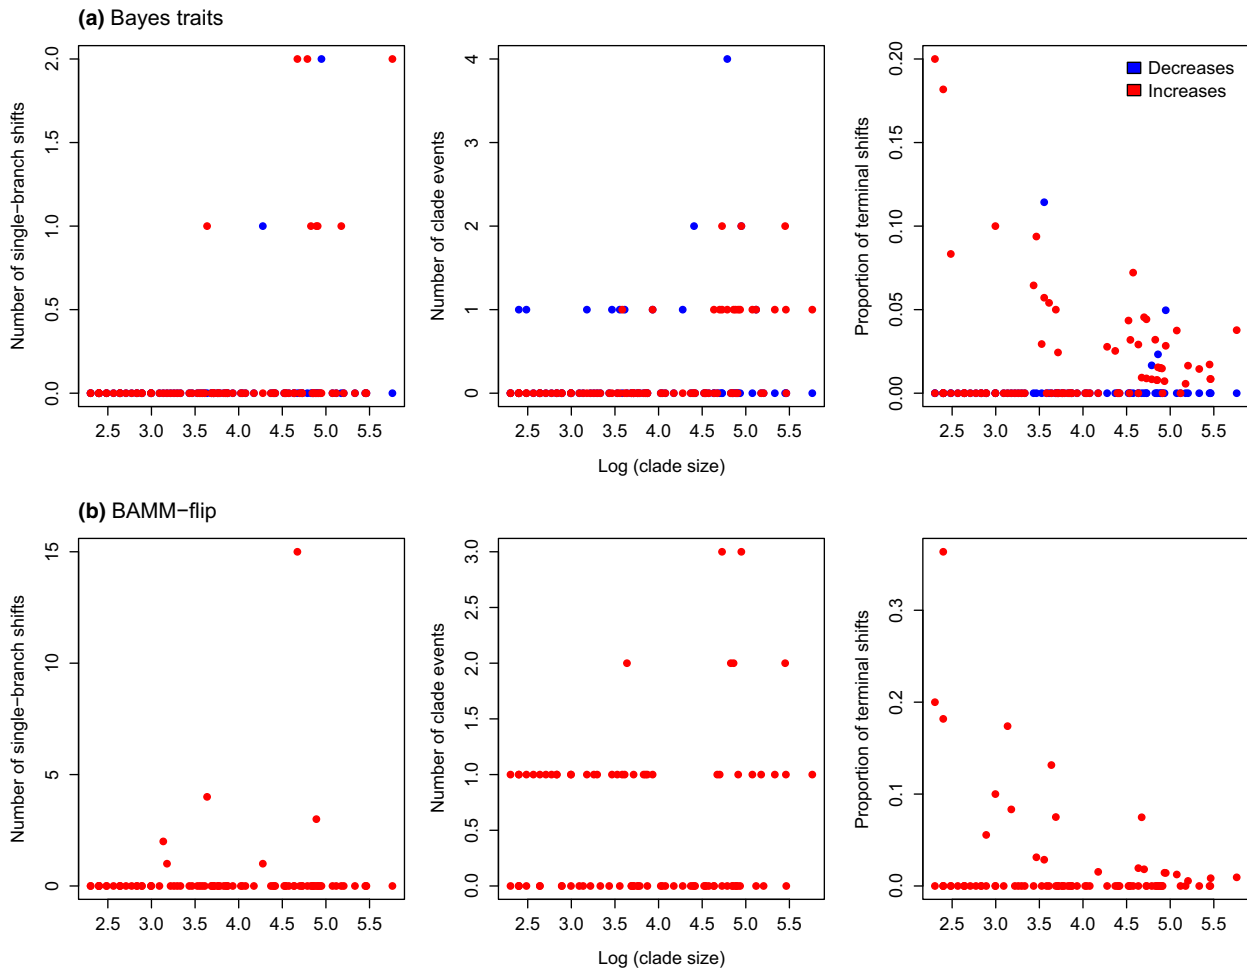 (a) Bayes traits
Number of single−branch shifts
0.0 0.5 1.0 1.5 2.0
2.5 3.0 3.5 4.0 4.5 5.0 5.5
Number of clade events
0 1 2 3 4
2.5 3.0 3.5 4.0 4.5 5.0 5.5
Log (clade size)
Proportion of terminal shifts
0.00 0.05 0.10 0.15 0.20
2.5 3.0 3.5 4.0 4.5 5.0 5.5
Decreases
Increases
(b) BAMM−flip
Number of single−branch shifts
0 5 10 15
2.5 3.0 3.5 4.0 4.5 5.0 5.5
Number of clade events
0.0 0.5 1.0 1.5 2.0 2.5 3.0
2.5 3.0 3.5 4.0 4.5 5.0 5.5
Log (clade size)
Proportion of terminal shifts
0.0 0.1 0.2 0.3
2.5 3.0 3.5 4.0 4.5 5.0 5.5